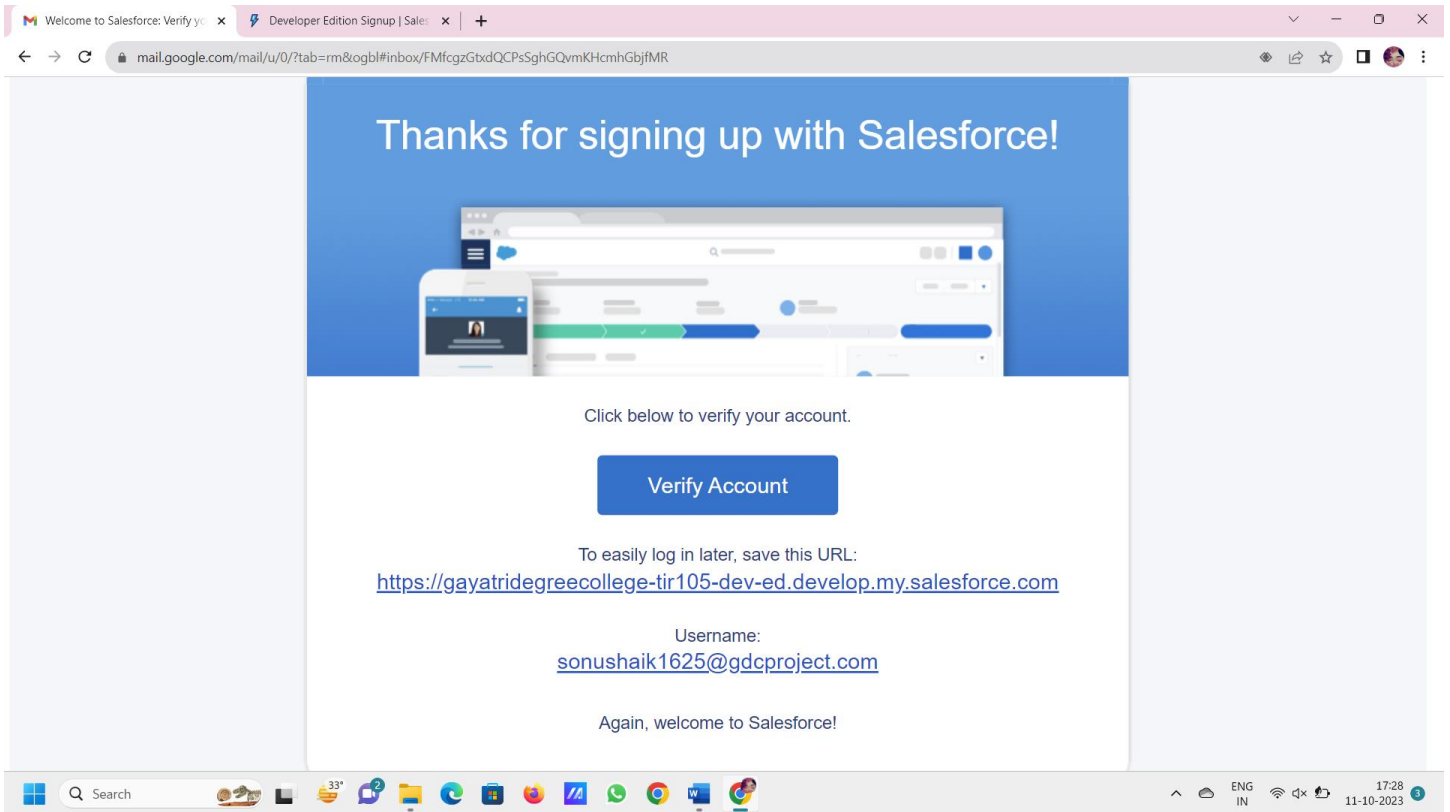 Welcome to Salesforce: Verify yo
Developer Edition Signup | Sales
mail.google.com/mail/u/0/?tab=rm&ogbl#inbox/FMfcgzGtxdQCPsSghGQvmKHcmhGbjfMR
Thanks for signing up with Salesforce!
Click below to verify your account.
Verify Account
To easily log in later, save this URL:
https://gayatridegreecollege-tir105-dev-ed.develop.my.salesforce.com
Username:
sonushaik1625@gdcproject.com
Again, welcome to Salesforce!
Search
33°
2
ENG
IN
17:28
11-10-2023
3